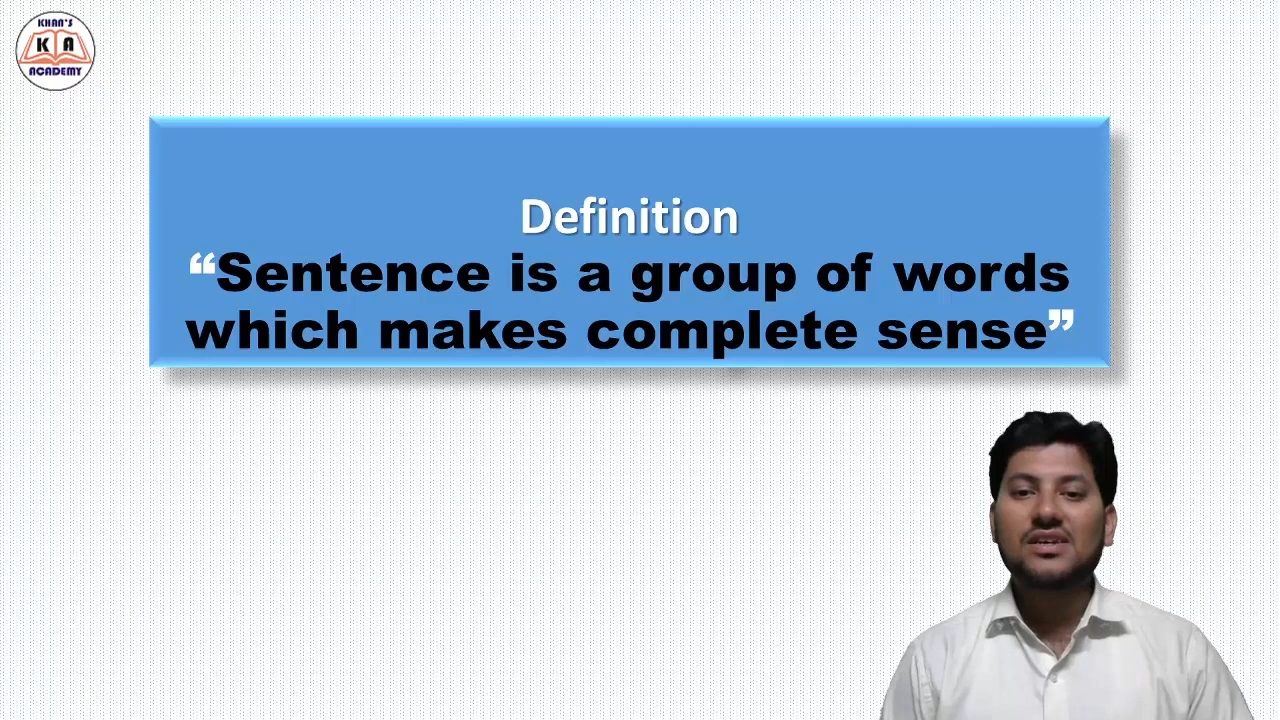 KHAN'S
K A
ACADEMY
Definition
“Sentence is a group of words
which makes complete sense”